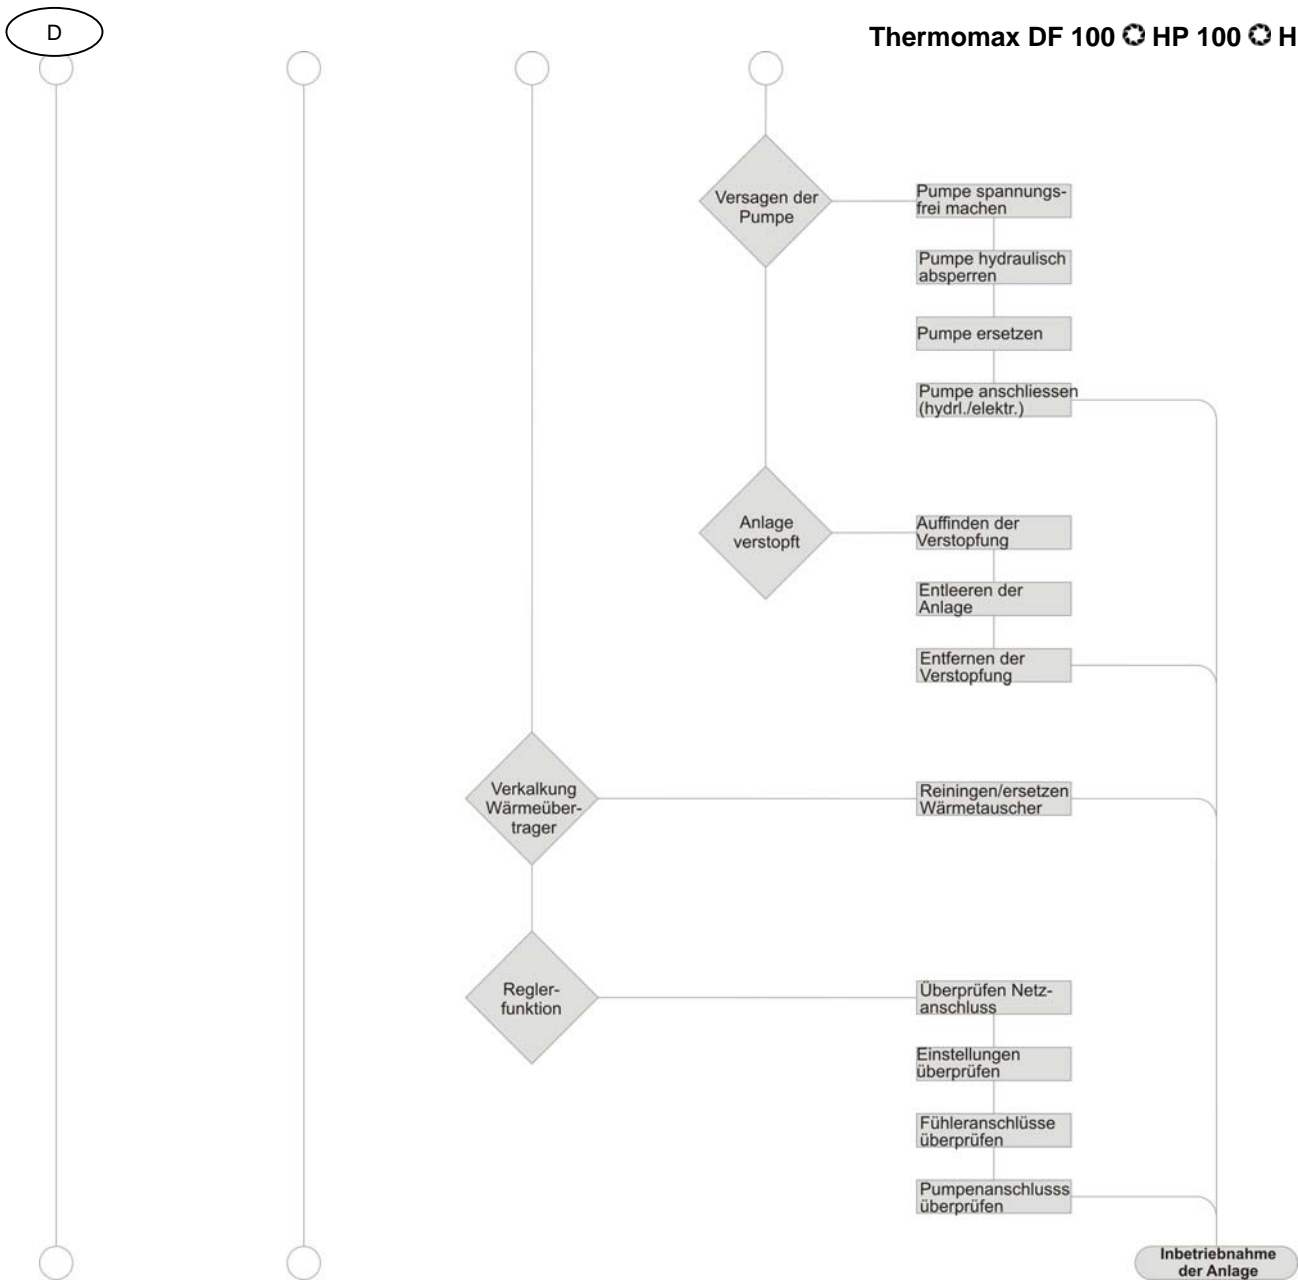 D
Thermomax DF 100 HP 100 H
Versagen der
Pumpe
Pumpe spannungs-
frei machen
Pumpe hydraulisch
absperren
Pumpe ersetzen
Pumpe anschliessen
(hydrl./elektr.)
Anlage
verstopft
Auffinden der
Verstopfung
Entleeren der
Anlage
Entfernen der
Verstopfung
Verkalkung
Wärmeüber-
trager
Reiningen/ersetzen
Wärmetauscher
Regler-
funktion
Überprüfen Netz-
anschluss
Einstellungen
überprüfen
Fühleranschlüsse
überprüfen
Pumpenanschlusss
überprüfen
Inbetriebnahme
der Anlage